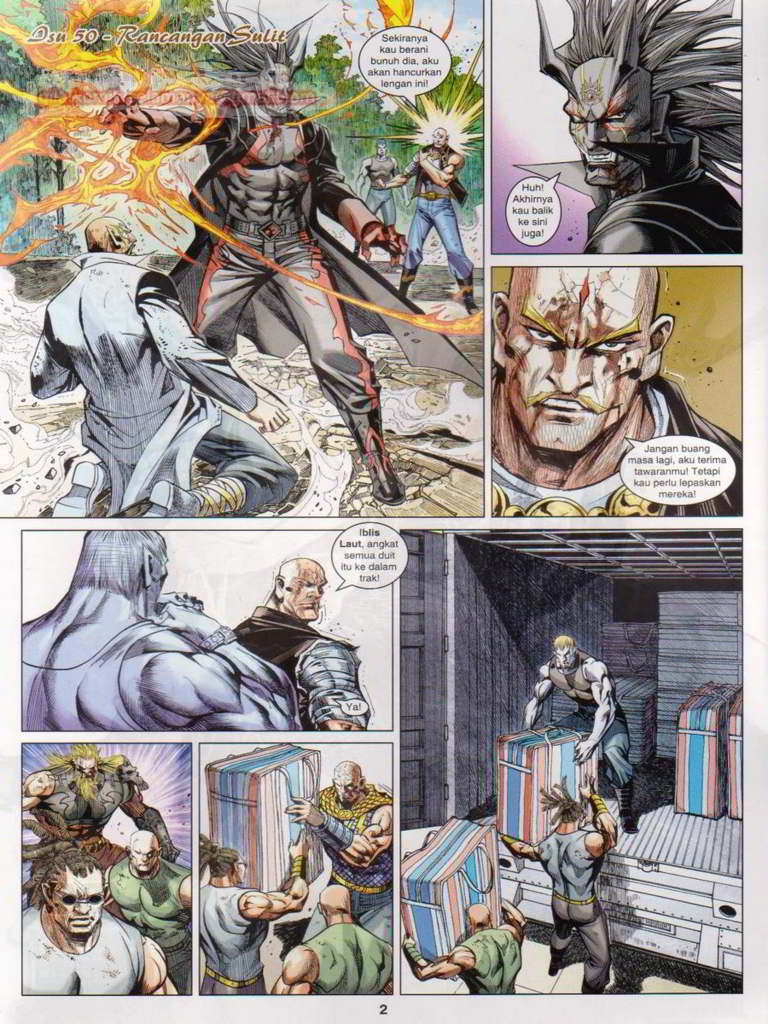 Isu 50 - Rancangan Sulit
Sekiranya
kau berani
bunuh dia, aku
akan hancurkan
lengan ini!
Huh!
Akhirnya
kau balik
ke sini
juga!
Jangan buang
masa lagi, aku terima
tawaranmu! Tetapi
kau perlu lepaskan
mereka!
Iblis
Laut, angkat
semua duit
itu ke dalam
trak!
Ya!
2